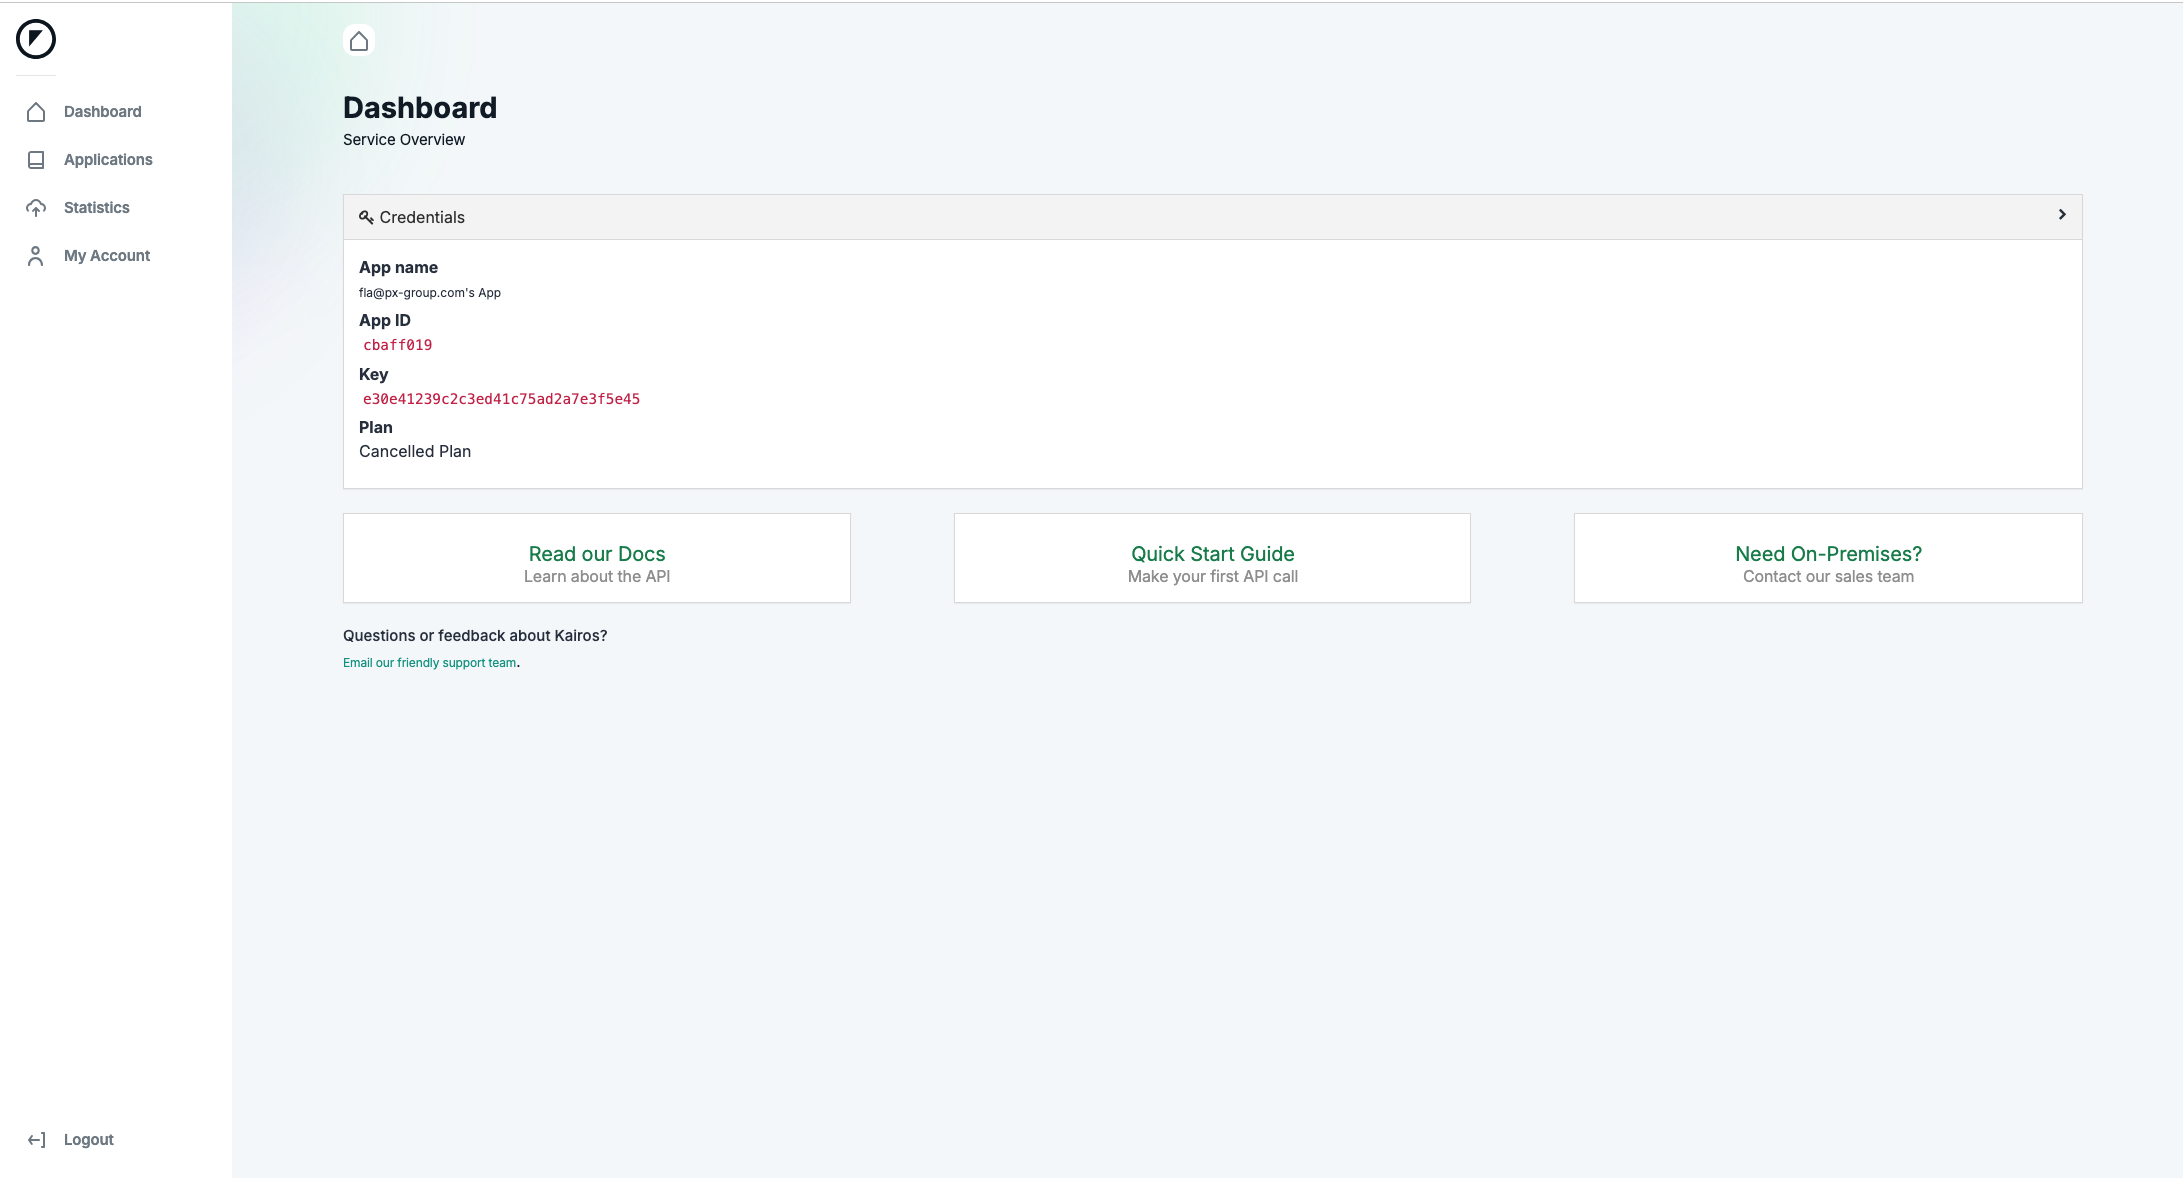 Dashboard
Applications
Statistics
My Account
Logout
Dashboard
Service Overview
Credentials
App name
fla@px-group.com's App
App ID
cbaff019
Key
e30e41239c2c3ed41c75ad2a7e3f5e45
Plan
Cancelled Plan
Read our Docs
Learn about the API
Quick Start Guide
Make your first API call
Need On-Premises?
Contact our sales team
Questions or feedback about Kairos?
Email our friendly support team.